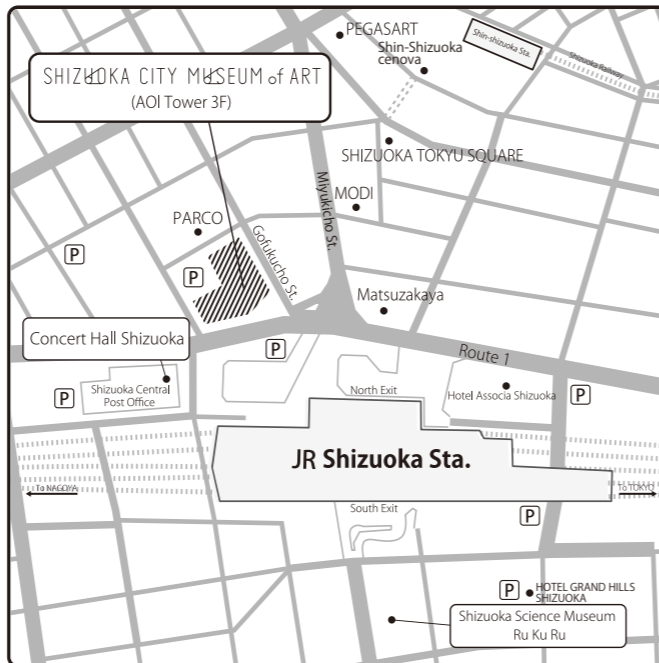 PEGASART
Shin-Shizuoka
cenova
Shin-shizuoka Sta.
Shizuoka Railway
SHIZUOKA CITY MUSEUM of ART
(AOI Tower 3F)
SHIZUOKA TOKYU SQUARE
Miyukicho St.
MODI
PARCO
Gofukucho St.
P
P
Matsuzakaya
Concert Hall Shizuoka
P
Route 1
Shizuoka Central
Post Office
P
North Exit
Hotel Associa Shizuoka
P
JR Shizuoka Sta.
To NAGOYA
To TOKYO
South Exit
P
P
HOTEL GRAND HILLS
SHIZUOKA
Shizuoka Science Museum
Ru Ku Ru